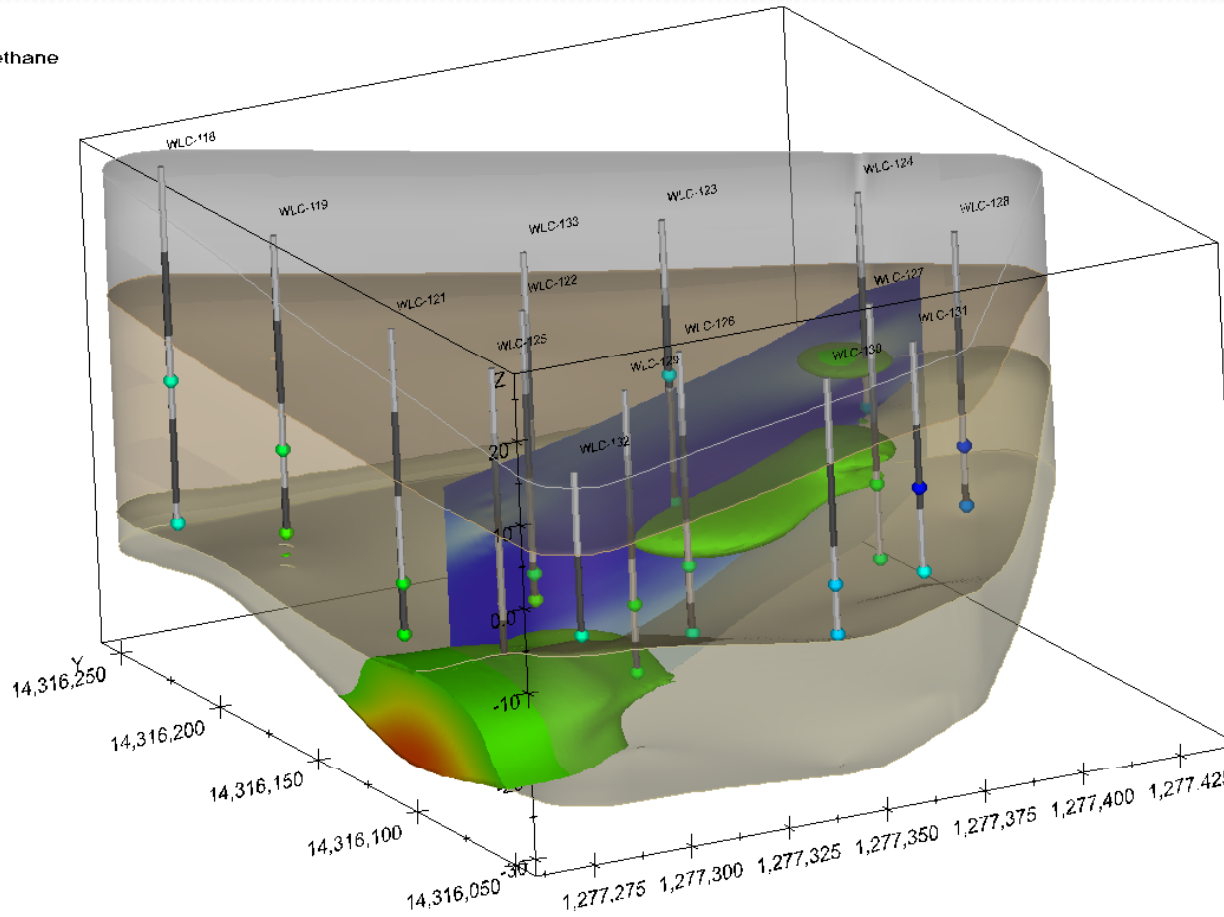 ethane
WLC-118
WLC-119
WLC-124
WLC-123
WLC-128
WLC-133
WLC-127
WLC-122
WLC-121
WLC-131
WLC-126
WLC-125
WLC-130
WLC-129
Z
WLC-132
20
10
0.0
-10
-20
-30
Y
14,316,250
14,316,200
14,316,150
14,316,100
14,316,050
1,277,275
1,277,300
1,277,325
1,277,350
1,277,375
1,277,400
1,277,425